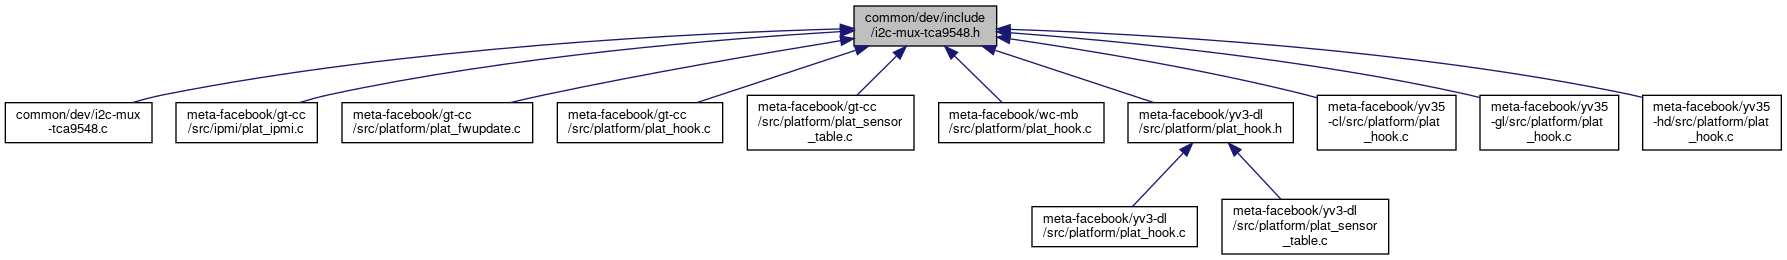 common/dev/include
/i2c-mux-tca9548.h
common/dev/i2c-mux
-tca9548.c
meta-facebook/gt-cc
/src/ipmi/plat_ipmi.c
meta-facebook/gt-cc
/src/platform/plat_fwupdate.c
meta-facebook/gt-cc
/src/platform/plat_hook.c
meta-facebook/gt-cc
/src/platform/plat_sensor
_table.c
meta-facebook/wc-mb
/src/platform/plat_hook.c
meta-facebook/yv3-dl
/src/platform/plat_hook.h
meta-facebook/yv35
-cl/src/platform/plat
_hook.c
meta-facebook/yv35
-gl/src/platform/plat
_hook.c
meta-facebook/yv35
-hd/src/platform/plat
_hook.c
meta-facebook/yv3-dl
/src/platform/plat_hook.c
meta-facebook/yv3-dl
/src/platform/plat_sensor
_table.c